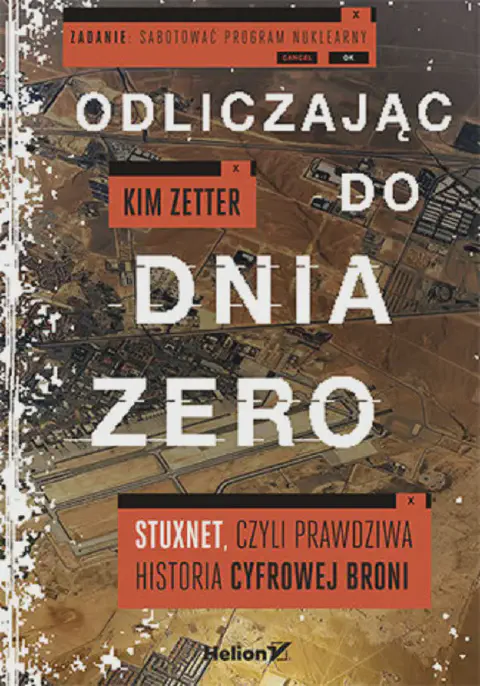 X
ZADANIE: SABOTOWAĆ PROGRAM NUKLEARNY
CANCEL OK
ODLICZAJĄC
X
KIM ZETTER
DO
DNIA
ZERO
X
STUXNET, CZYLI PRAWDZIWA
HISTORIA CYFROWEJ BRONI
Helion